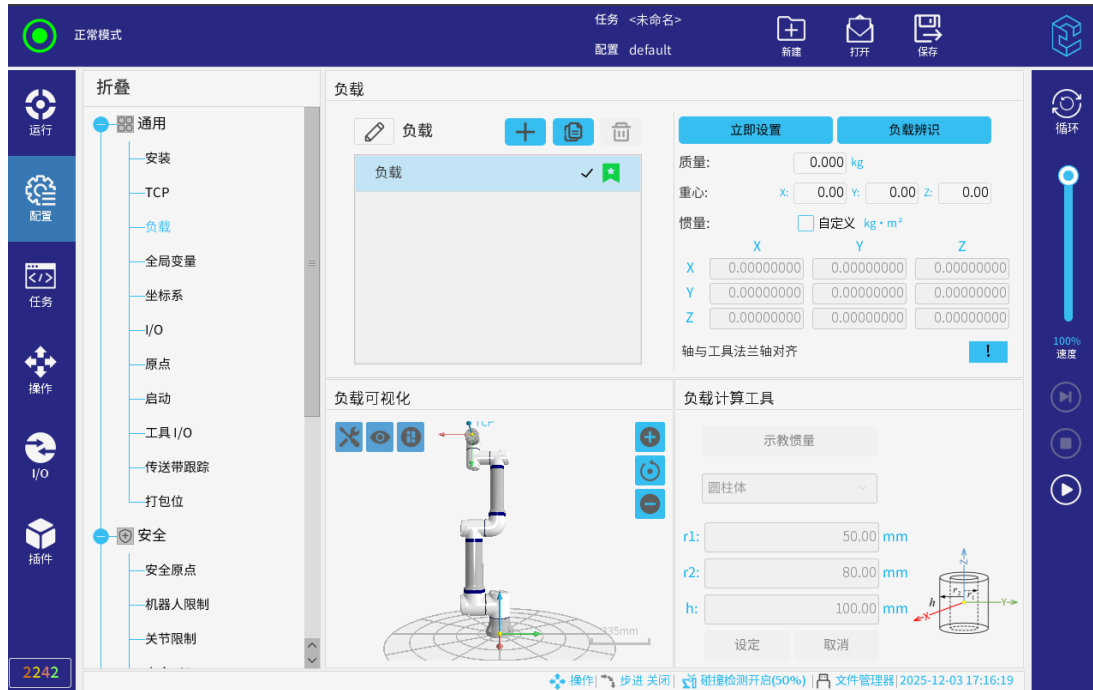 正常模式
任务 <未命名>
配置 default
新建
打开
保存
运行
配置
任务
操作
I/O
插件
2242
折叠
通用
安装
TCP
负载
全局变量
坐标系
I/O
原点
启动
工具 I/O
传送带跟踪
打包位
安全
安全原点
机器人限制
关节限制
负载
负载
负载
立即设置 负载辨识
质量: 0.000 kg
重心: X: 0.00 Y: 0.00 Z: 0.00
惯量: 自定义 kg·m²
X Y Z
X 0.00000000 0.00000000 0.00000000
Y 0.00000000 0.00000000 0.00000000
Z 0.00000000 0.00000000 0.00000000
轴与工具法兰轴对齐 !
负载可视化
TCP
335mm
负载计算工具
示教惯量
圆柱体
r1: 50.00 mm
r2: 80.00 mm
h: 100.00 mm
设定 取消
Z
r₂ r₁
h
X
Y
循环
100%
速度
操作| 步进 关闭| 碰撞检测开启(50%) | 文件管理器| 2025-12-03 17:16:19